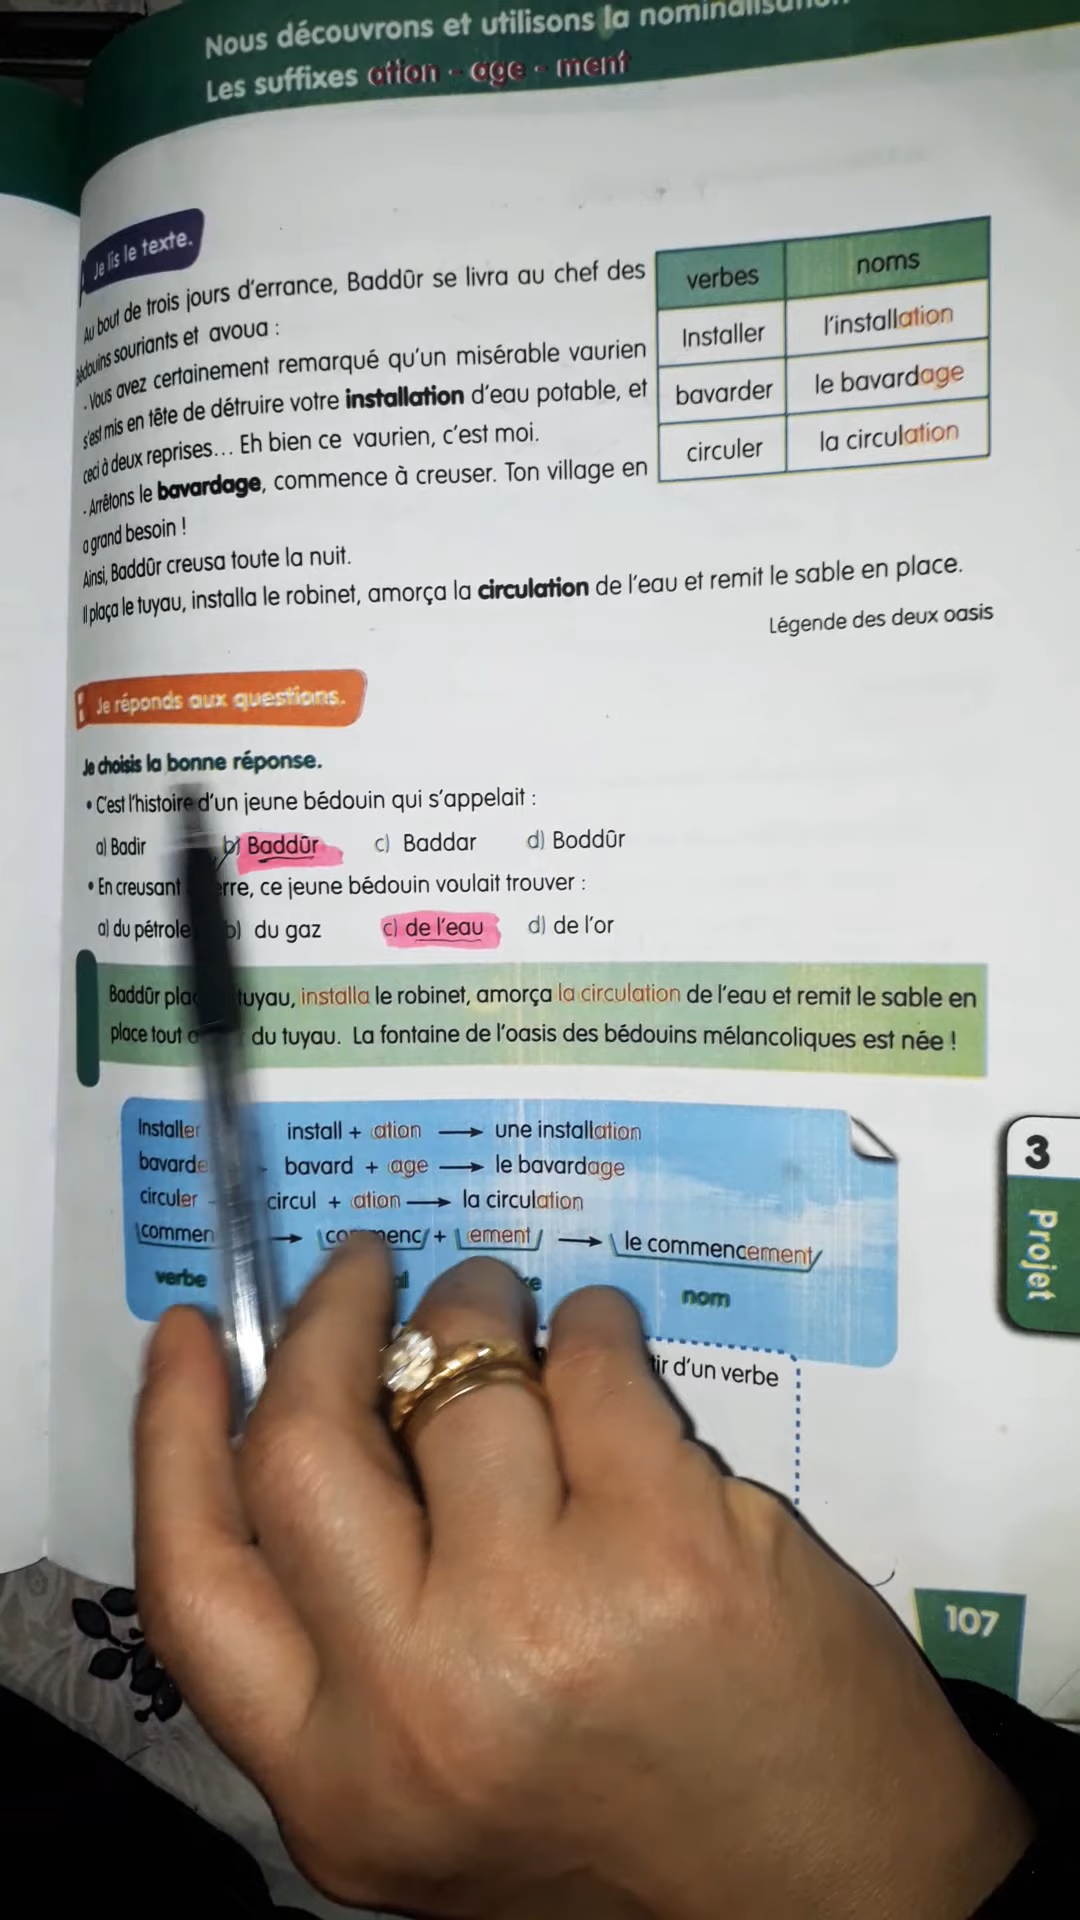 Nous découvrons et utilisons la
Les suffixes ation - age - ment
Je lis le texte.
Au bout de trois jours d'errance, Baddûr se livra au chef des
Bédouins souriants et avoua :
- Vous avez certainement remarqué qu'un misérable vaurien
s'est mis en tête de détruire votre installation d'eau potable, et
ceci à deux reprises... Eh bien ce vaurien, c'est moi.
- Arrêtons le bavardage, commence à creuser. Ton village en
a grand besoin !
Ainsi, Baddûr creusa toute la nuit.
Il plaça le tuyau, installa le robinet, amorça la circulation de l'eau et remit le sable en place.
Légende des deux oasis
verbes noms
Installer l'installation
bavarder le bavardage
circuler la circulation
Je réponds aux questions.
Je choisis la bonne réponse.
• C'est l'histoire d'un jeune bédouin qui s'appelait :
a) Badir b) Baddûr c) Baddar d) Boddûr
• En creusant ce jeune bédouin voulait trouver :
a) du pétrole b) du gaz c) de l'eau d) de l'or
Baddûr tuyau, installa le robinet, amorça la circulation de l'eau et remit le sable en
place tout du tuyau. La fontaine de l'oasis des bédouins mélancoliques est née !
Installer install + ation → une installation
bavard + age → le bavardage
circuler circul + ation → la circulation
→ + ement → le commencement
verbe nom
d'un verbe
3
Projet
107